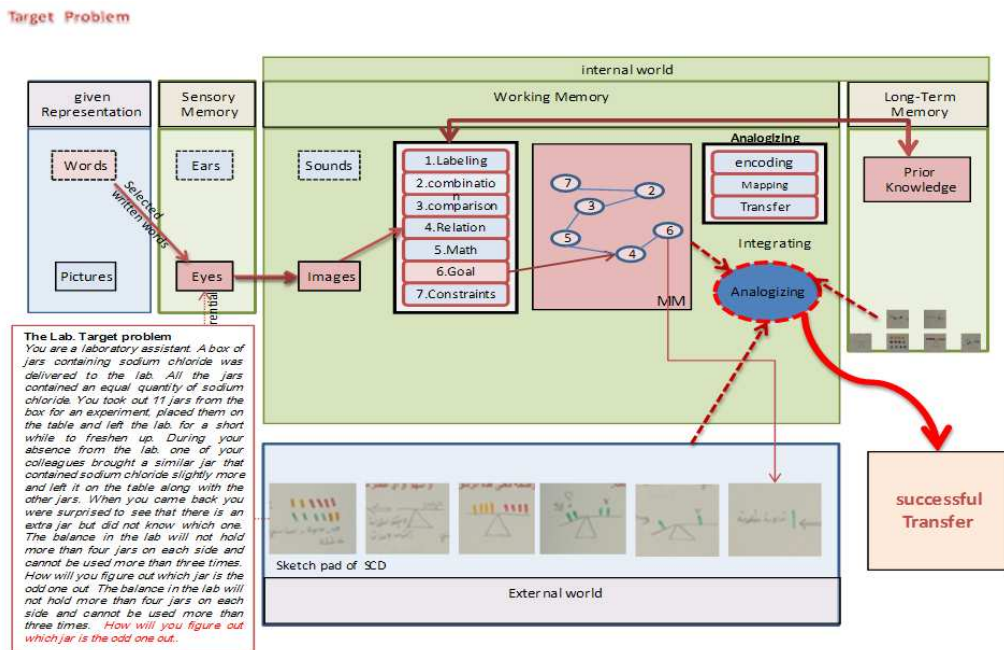 Target Problem
internal world
given
Representation
Sensory
Memory
Working Memory
Long-Term
Memory
Words
Ears
Sounds
Selected
written words
Pictures
Eyes
Images
1.Labeling
2.combinatio
n
3.comparison
4.Relation
5.Math
6.Goal
7.Constraints
7
2
3
5
4
6
MM
Analogizing
encoding
Mapping
Transfer
Integrating
Analogizing
Prior
Knowledge
rential
The Lab. Target problem
You are a laboratory assistant. A box of
jars containing sodium chloride was
delivered to the lab. All the jars
contained an equal quantity of sodium
chloride. You took out 11 jars from the
box for an experiment, placed them on
the table and left the lab. for a short
while to freshen up. During your
absence from the lab. one of your
colleagues brought a similar jar that
contained sodium chloride slightly more
and left it on the table along with the
other jars. When you came back you
were surprised to see that there is an
extra jar but did not know which one.
The balance in the lab will not hold
more than four jars on each side and
cannot be used more than three times.
How will you figure out which jar is the
odd one out The balance in the lab will
not hold more than four jars on each
side and cannot be used more than
three times. How will you figure out
which jar is the odd one out..
Sketch pad of SCD
External world
successful
Transfer